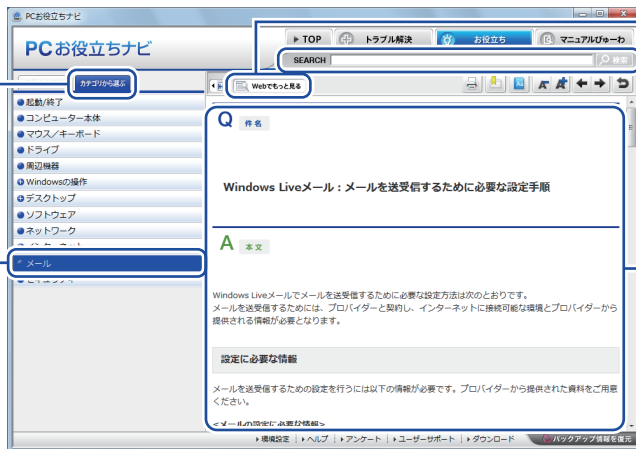 PCお役立ちナビ
PCお役立ちナビ
TOP
トラブル解決
お役立ち
マニュアルびゅーわ
SEARCH
検索
カテゴリから選ぶ
Webでもっと見る
起動/終了
コンピューター本体
マウス/キーボード
ドライブ
周辺機器
Windowsの操作
デスクトップ
ソフトウェア
ネットワーク
メール
Q 件名
Windows Liveメール：メールを送受信するために必要な設定手順
A 本文
Windows Liveメールでメールを送受信するために必要な設定方法は次のとおりです。
メールを送受信するためには、プロバイダーと契約し、インターネットに接続可能な環境とプロバイダーから
提供される情報が必要となります。
設定に必要な情報
メールを送受信するための設定を行うには以下の情報が必要です。プロバイダーから提供された資料をご用意
ください。
<メールの設定に必要な情報>
環境設定
ヘルプ
アンケート
ユーザーサポート
ダウンロード
バックアップ情報を復元